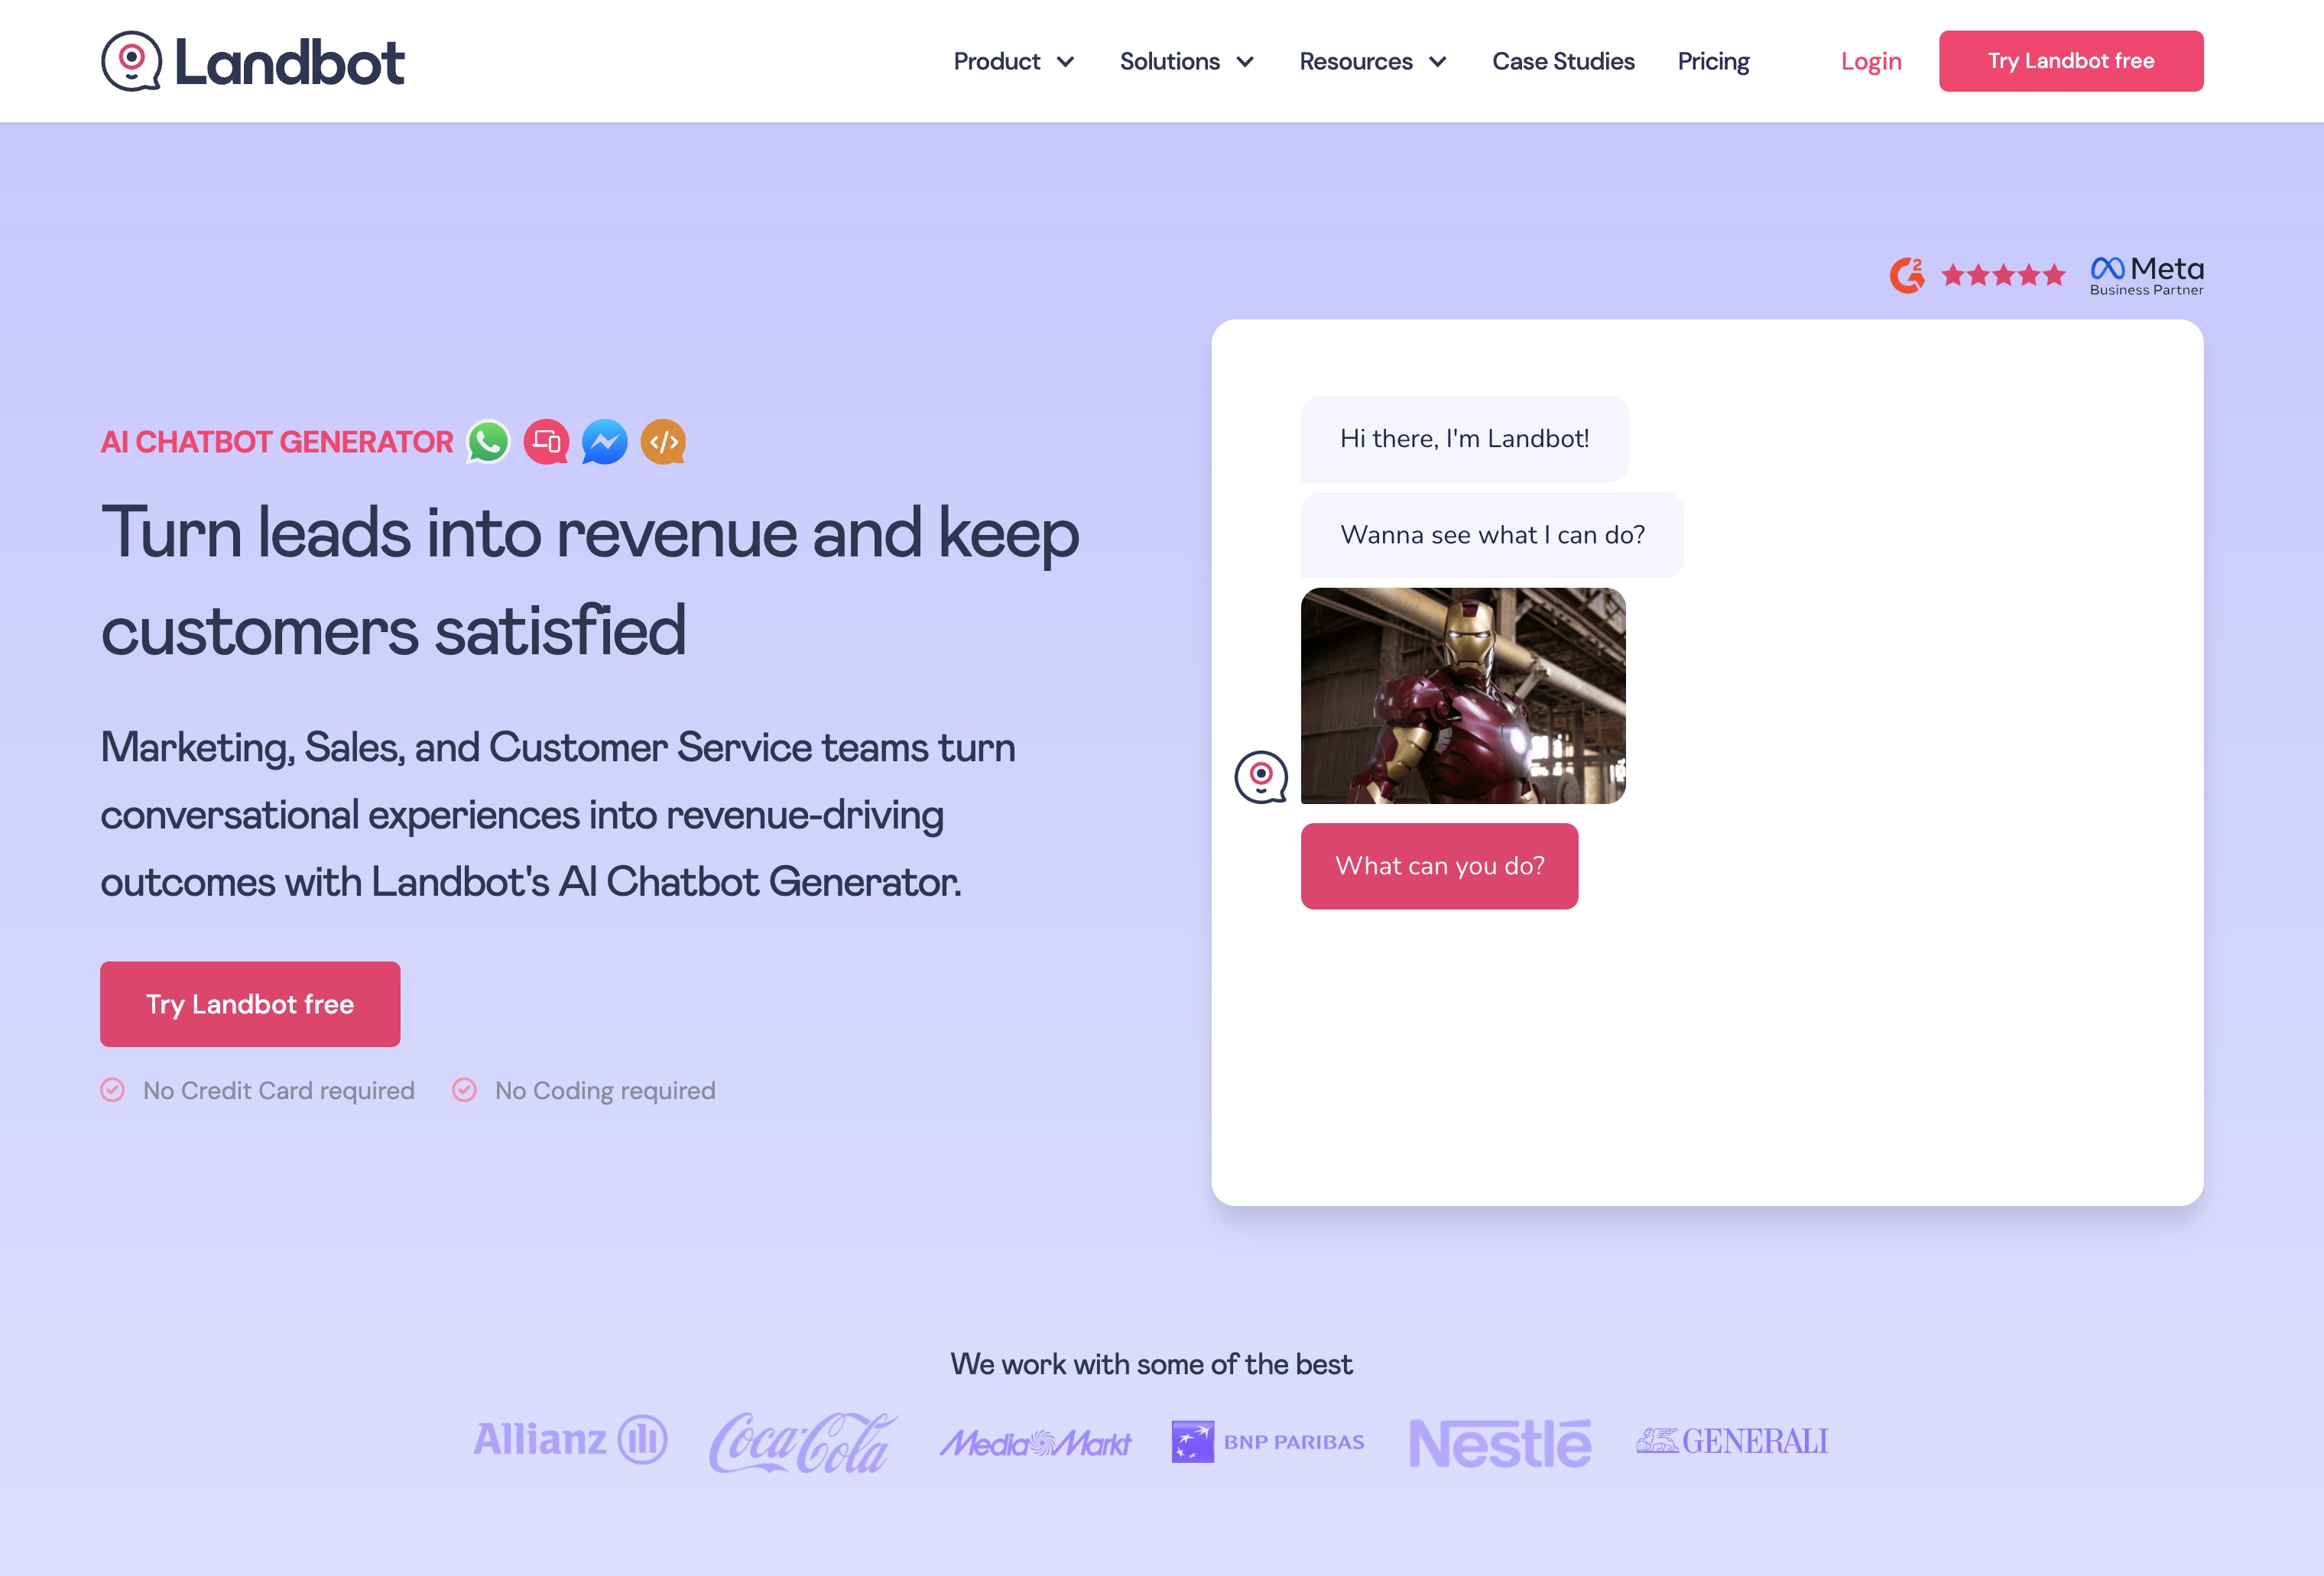 Landbot
Product
Solutions
Resources
Case Studies
Pricing
Login
Try Landbot free
G2
Meta
Business Partner
AI CHATBOT GENERATOR
Turn leads into revenue and keep
customers satisfied
Marketing, Sales, and Customer Service teams turn
conversational experiences into revenue-driving
outcomes with Landbot's AI Chatbot Generator.
Try Landbot free
No Credit Card required
No Coding required
Hi there, I'm Landbot!
Wanna see what I can do?
What can you do?
We work with some of the best
Allianz
Coca-Cola
MediaMarkt
BNP PARIBAS
Nestlé
GENERALI